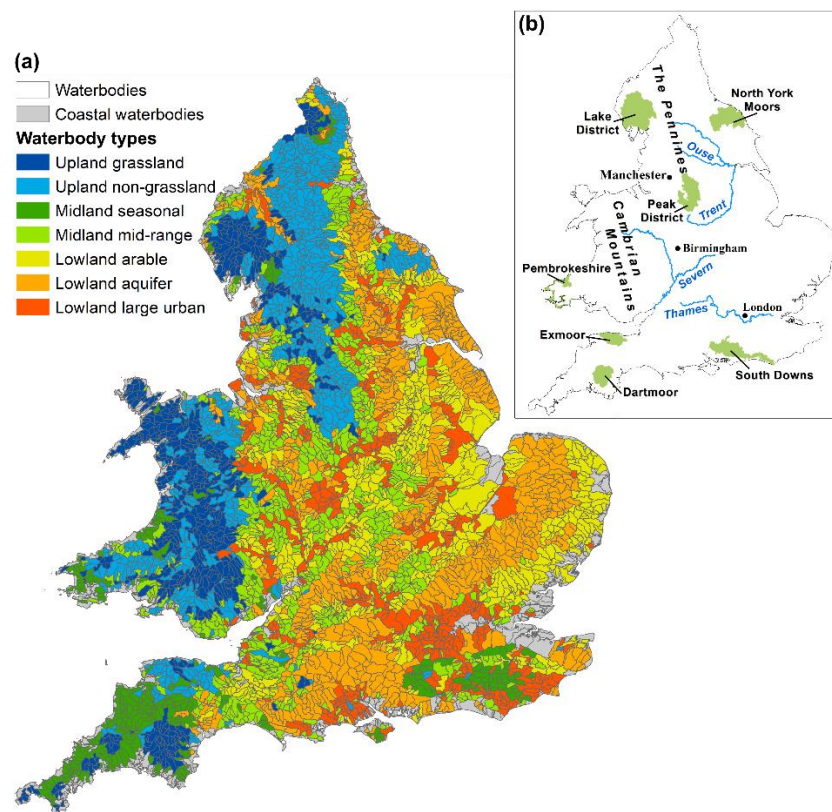 (a)
Waterbodies
Coastal waterbodies
Waterbody types
Upland grassland
Upland non-grassland
Midland seasonal
Midland mid-range
Lowland arable
Lowland aquifer
Lowland large urban
(b)
The Pennines
North York
Moors
Lake
District
Ouse
Manchester
Peak
District
Trent
Cambrian
Mountains
Birmingham
Pembrokeshire
Severn
Thames
London
Exmoor
South Downs
Dartmoor